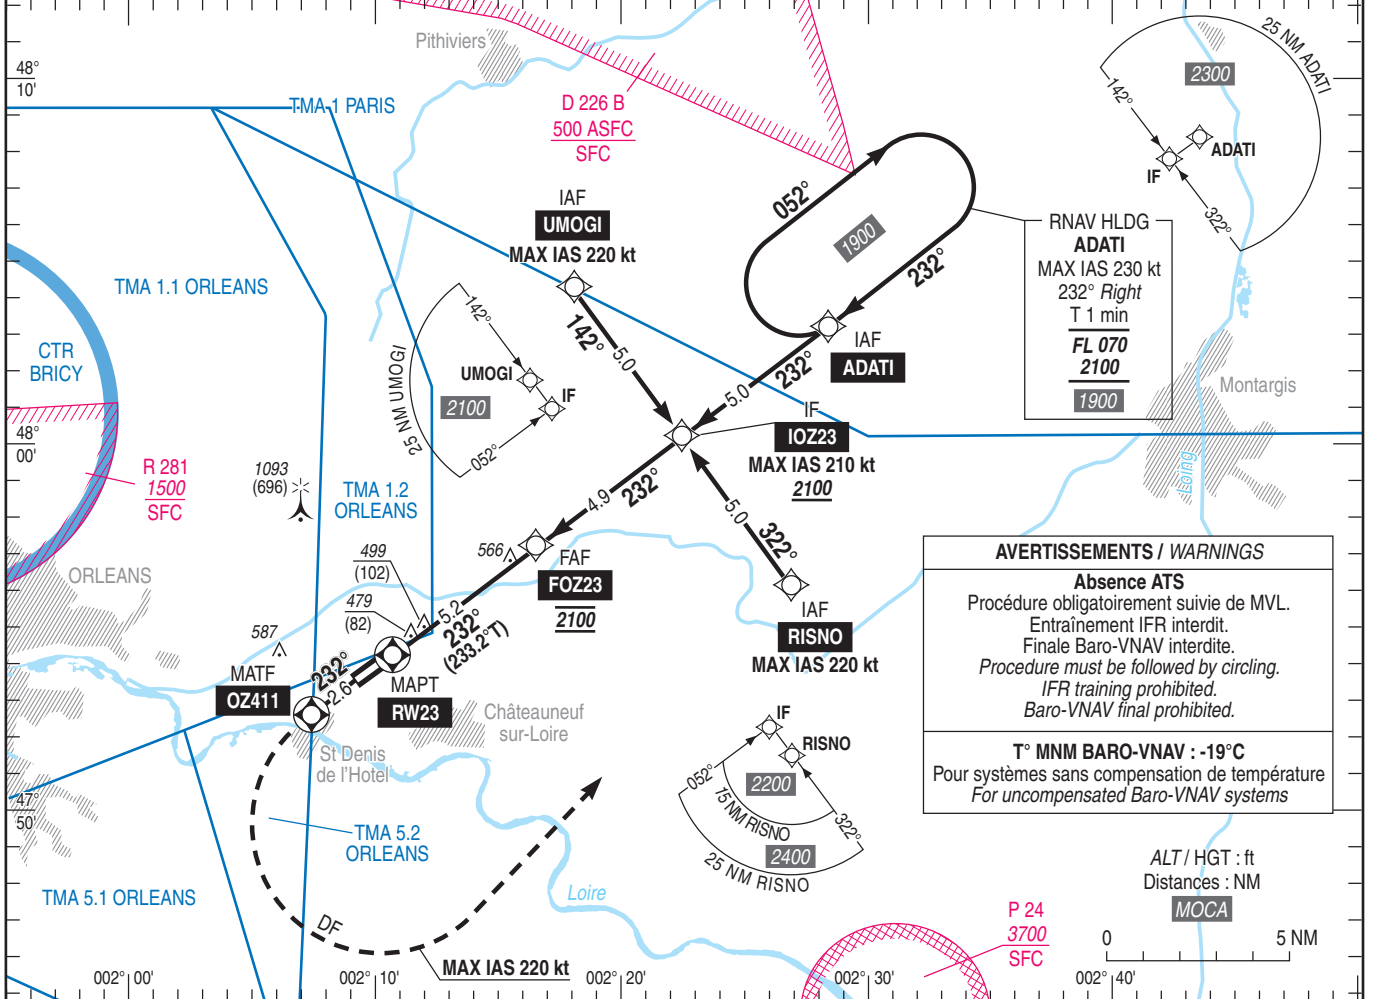 Pithiviers
48°
10'
TMA 1 PARIS
D 226 B
500 ASFC
SFC
25 NM ADATI
2300
142°
ADATI
IF
322°
IAF
UMOGI
MAX IAS 220 kt
052°
1900
232°
RNAV HLDG
ADATI
MAX IAS 230 kt
232° Right
T 1 min
FL 070
2100
1900
TMA 1.1 ORLEANS
CTR
BRICY
142°
UMOGI
IF
2100
25 NM UMOGI
052°
142°
5.0
IAF
ADATI
232°
5.0
IF
IOZ23
MAX IAS 210 kt
2100
Montargis
48°
00'
R 281
1500
SFC
1093
(696)
TMA 1.2
ORLEANS
4.9
232°
5.0
322°
Loing
ORLEANS
499
(102)
566
FAF
FOZ23
2100
479
(82)
587
5.2
232°
(233.2°T)
IAF
RISNO
MAX IAS 220 kt
AVERTISSEMENTS / WARNINGS
Absence ATS
Procédure obligatoirement suivie de MVL.
Entraînement IFR interdit.
Finale Baro-VNAV interdite.
Procedure must be followed by circling.
IFR training prohibited.
Baro-VNAV final prohibited.
T° MNM BARO-VNAV : -19°C
Pour systèmes sans compensation de température
For uncompensated Baro-VNAV systems
MATF
OZ411
232°
2.6
MAPT
RW23
Châteauneuf
sur-Loire
St Denis
de l'Hotel
IF
RISNO
052°
2200
15 NM RISNO
322°
2400
25 NM RISNO
47°
50'
TMA 5.2
ORLEANS
TMA 5.1 ORLEANS
DF
Loire
MAX IAS 220 kt
P 24
3700
SFC
ALT / HGT : ft
Distances : NM
MOCA
0
5 NM
002° 00'
002° 10'
002° 20'
002° 30'
002° 40'